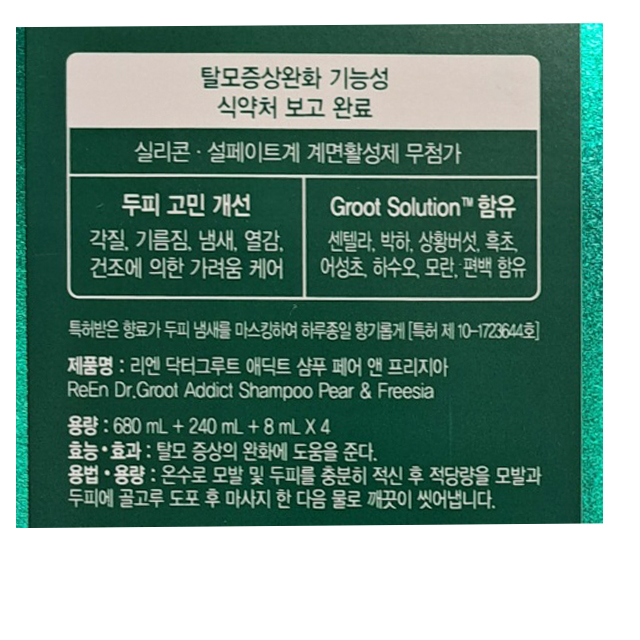 탈모증상완화 기능성
식약처 보고 완료
실리콘 · 설페이트계 계면활성제 무첨가
두피 고민 개선
각질, 기름짐, 냄새, 열감,
건조에 의한 가려움 케어
Groot Solution™ 함유
센텔라, 박하, 상황버섯, 흑초,
어성초, 하수오, 모란, 편백 함유
특허받은 향료가 두피 냄새를 마스킹하여 하루종일 향기롭게 [특허 제 10-1723644호]
제품명 : 리엔 닥터그루트 애딕트 샴푸 페어 앤 프리지아
ReEn Dr.Groot Addict Shampoo Pear & Freesia
용량 : 680 mL + 240 mL + 8 mL X 4
효능•효과 : 탈모 증상의 완화에 도움을 준다.
용법•용량 : 온수로 모발 및 두피를 충분히 적신 후 적당량을 모발과
두피에 골고루 도포 후 마사지 한 다음 물로 깨끗이 씻어냅니다.